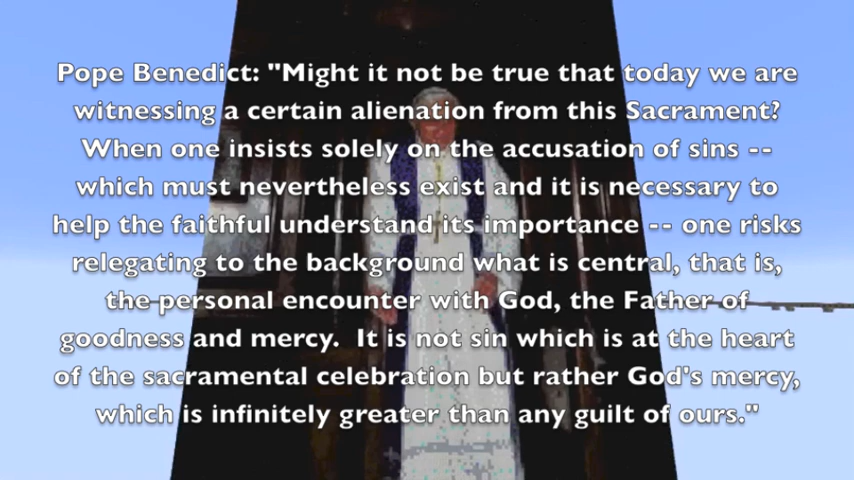 Pope Benedict: "Might it not be true that today we are
witnessing a certain alienation from this Sacrament?
When one insists solely on the accusation of sins --
which must nevertheless exist and it is necessary to
help the faithful understand its importance -- one risks
relegating to the background what is central, that is,
the personal encounter with God, the Father of
goodness and mercy.  It is not sin which is at the heart
of the sacramental celebration but rather God's mercy,
which is infinitely greater than any guilt of ours."